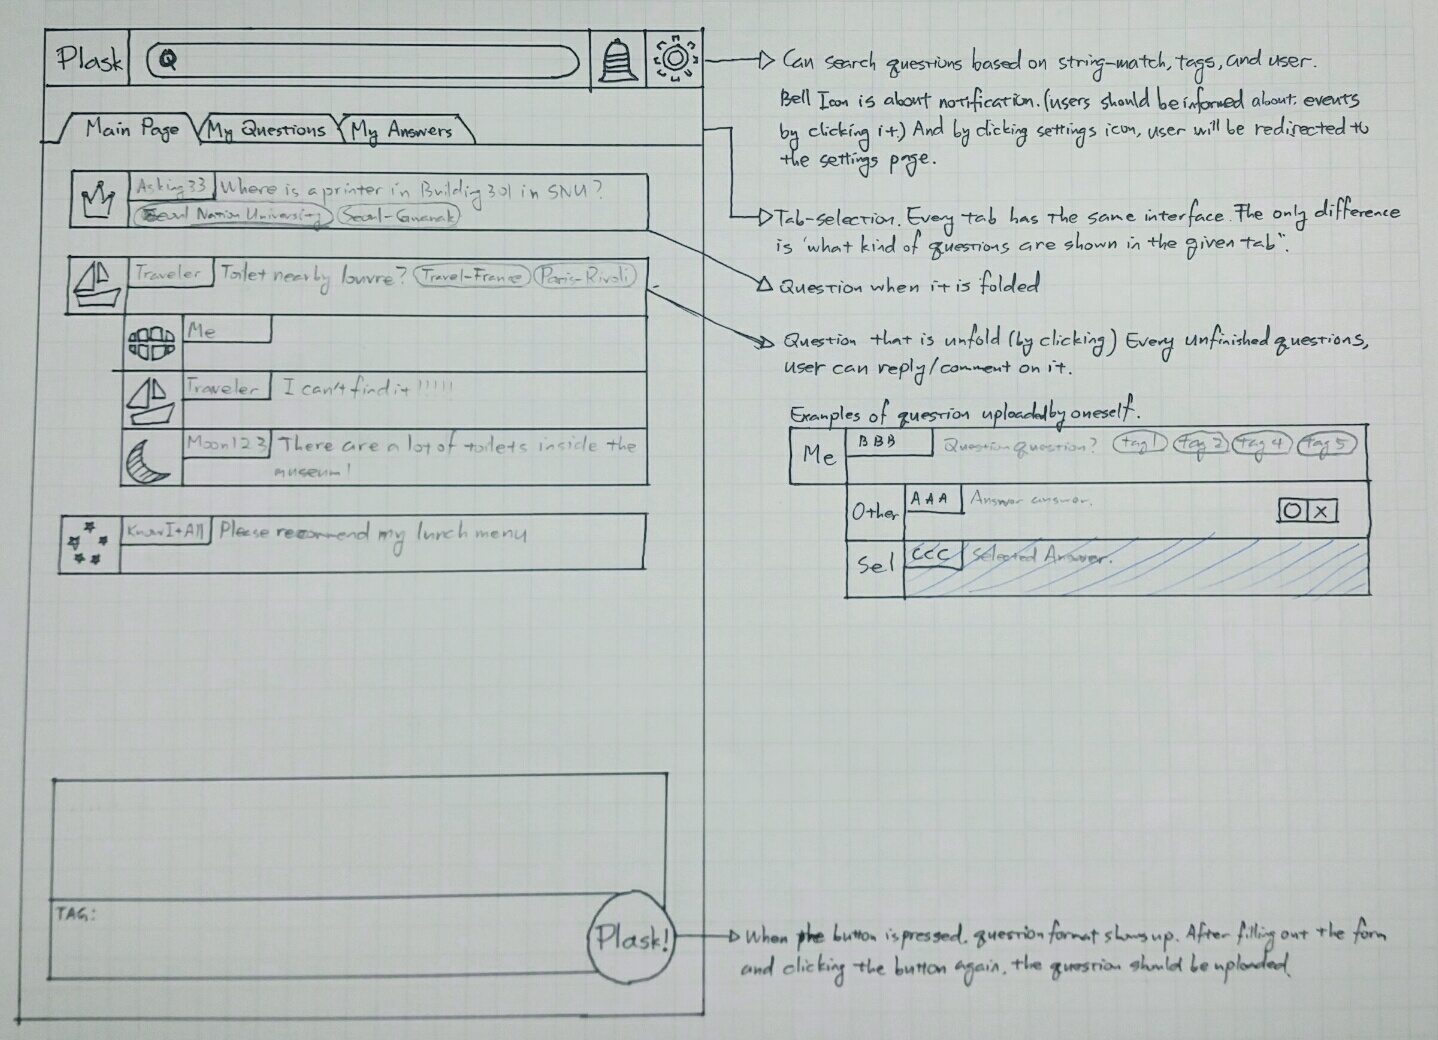 Plask
Can search questions based on string-match, tags, and user.
Bell Icon is about notification. (users should be informed about events
by clicking it) And by clicking settings icon, user will be redirected to
the settings page.
Main Page My Questions My Answers
Asking33 Where is a printer in Building 301 in SNU?
Seoul National University Seoul-Gwanak
Tab-selection. Every tab has the same interface. The only difference
is "what kind of questions are shown in the given tab".
Traveler Toilet nearby louvre? Travel-France Paris-Rivoli
Question when it is folded
Me
Question that is unfold (by clicking) Every unfinished questions,
user can reply/comment on it.
Traveler I can't find it !!!!!
Moon123 There are a lot of toilets inside the
museum!
Examples of question uploaded by oneself.
Me BBB Question question? tag1 tag2 tag4 tag5
Other AAA Answer answer. O X
Sel CCC Selected Answer.
KnowItAll Please recommend my lunch menu
TAG:
Plask!
When the button is pressed, question format shows up. After filling out the form
and clicking the button again, the question should be uploaded.